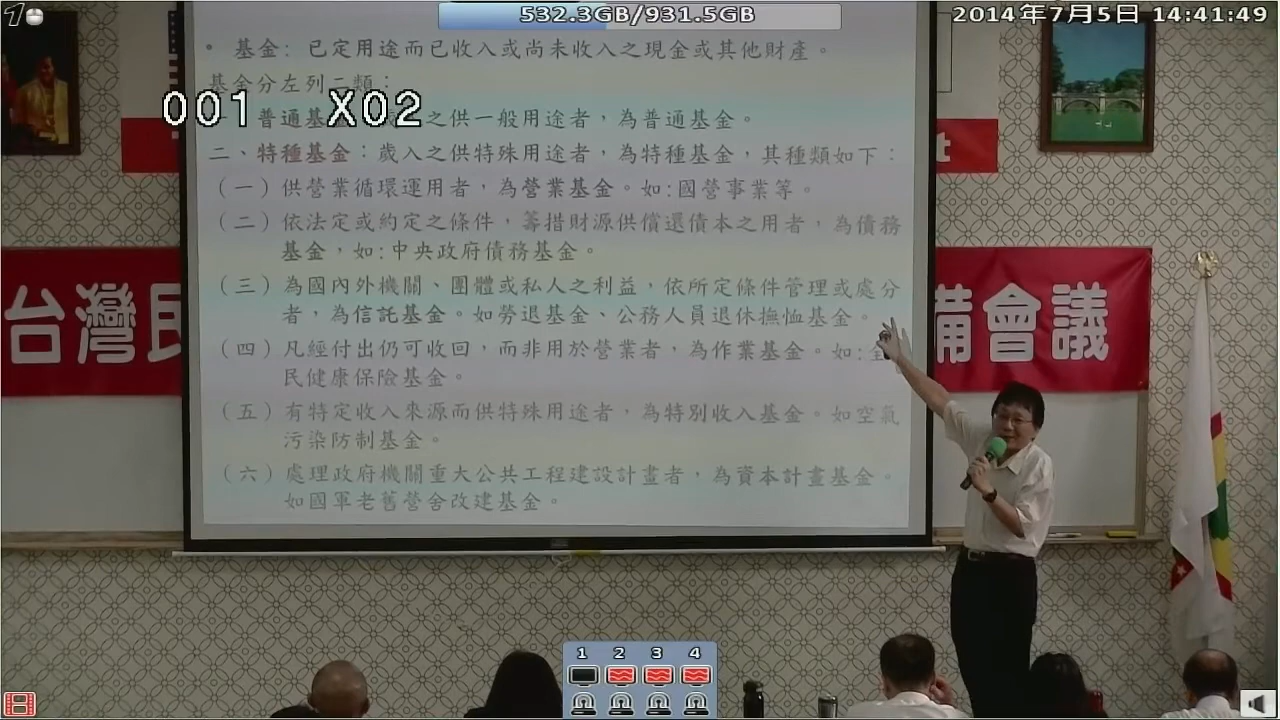 532.3GB/931.5GB
2014年7月5日 14:41:49
• 基金: 已定用途而已收入或尚未收入之現金或其他財產。
基金分左列二類:
001 X02
普通基 之供一般用途者，為普通基金。
二、特種基金：歲入之供特殊用途者，為特種基金，其種類如下：
（一）供營業循環運用者，為營業基金。如:國營事業等。
（二）依法定或約定之條件，籌措財源供償還債本之用者，為債務
基金，如:中央政府債務基金。
（三）為國內外機關、團體或私人之利益，依所定條件管理或處分
者，為信託基金。如勞退基金、公務人員退休撫恤基金。
（四）凡經付出仍可收回，而非用於營業者，為作業基金。如:全
民健康保險基金。
（五）有特定收入來源而供特殊用途者，為特別收入基金。如空氣
污染防制基金。
（六）處理政府機關重大公共工程建設計畫者，為資本計畫基金。
如國軍老舊營舍改建基金。
t
台灣民
備會議
1 2 3 4